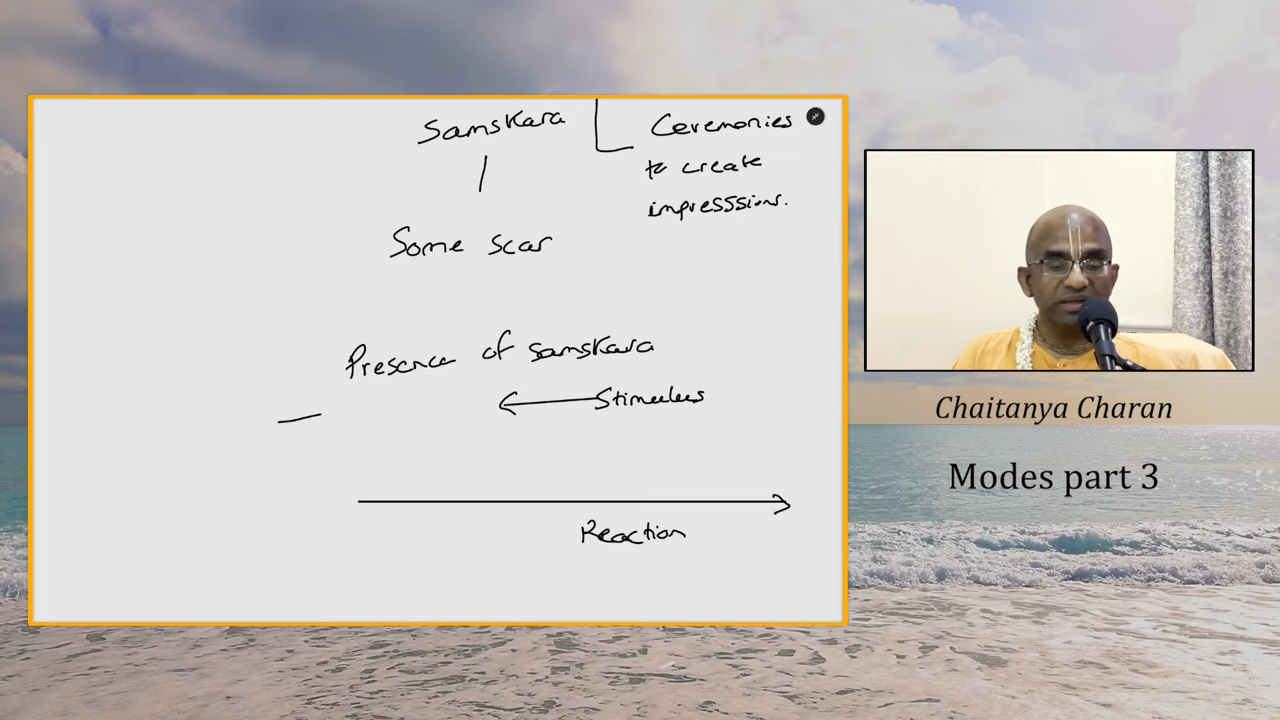 Samskara
Ceremonies
to create
impresssions.
Some scar
Presence of samskara
Stimulus
Reaction
Chaitanya Charan
Modes part 3